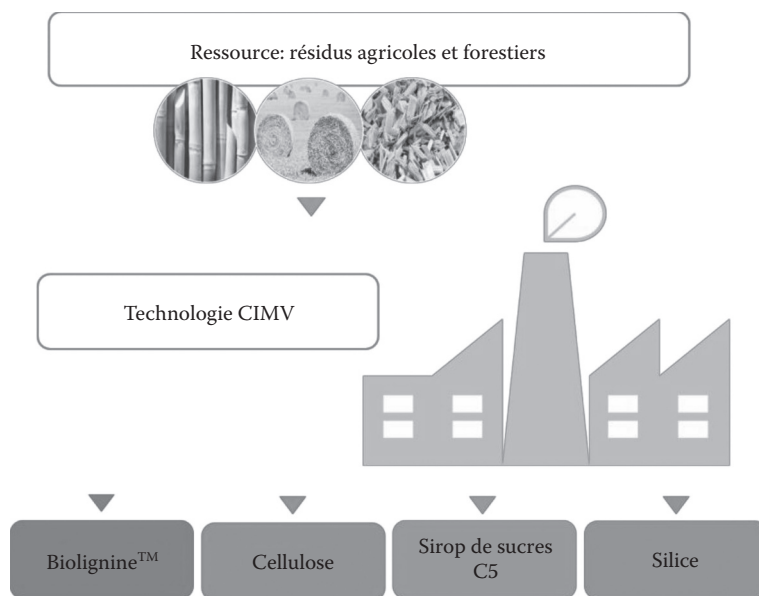 Ressource: résidus agricoles et forestiers
Technologie CIMV
Biolignine™
Cellulose
Sirop de sucres
C5
Silice